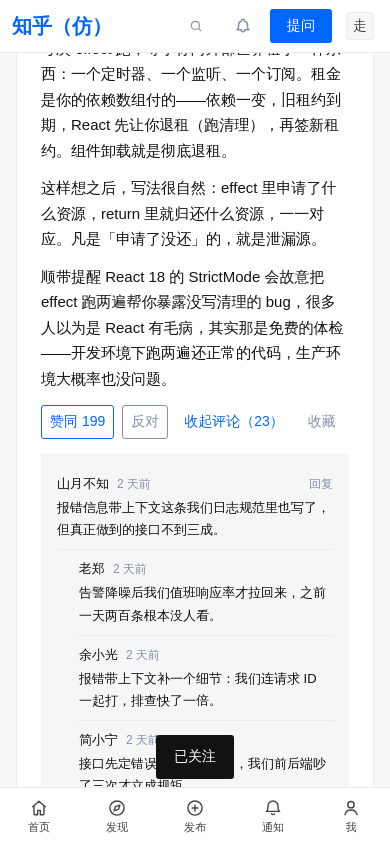 知乎（仿）
提问
走
西：一个定时器、一个监听、一个订阅。租金
是你的依赖数组付的——依赖一变，旧租约到
期，React 先让你退租（跑清理），再签新租
约。组件卸载就是彻底退租。
这样想之后，写法很自然：effect 里申请了什
么资源，return 里就归还什么资源，一一对
应。凡是「申请了没还」的，就是泄漏源。
顺带提醒 React 18 的 StrictMode 会故意把
effect 跑两遍帮你暴露没写清理的 bug，很多
人以为是 React 有毛病，其实那是免费的体检
——开发环境下跑两遍还正常的代码，生产环
境大概率也没问题。
赞同 199 反对 收起评论（23） 收藏
山月不知 2 天前 回复
报错信息带上下文这条我们日志规范里也写了，
但真正做到的接口不到三成。
老郑 2 天前
告警降噪后我们值班响应率才拉回来，之前
一天两百条根本没人看。
余小光 2 天前
报错带上下文补一个细节：我们连请求 ID
一起打，排查快了一倍。
简小宁 2 天前
接口先定错误 ，我们前后端吵
了三次才立成规矩
已关注
首页 发现 发布 通知 我